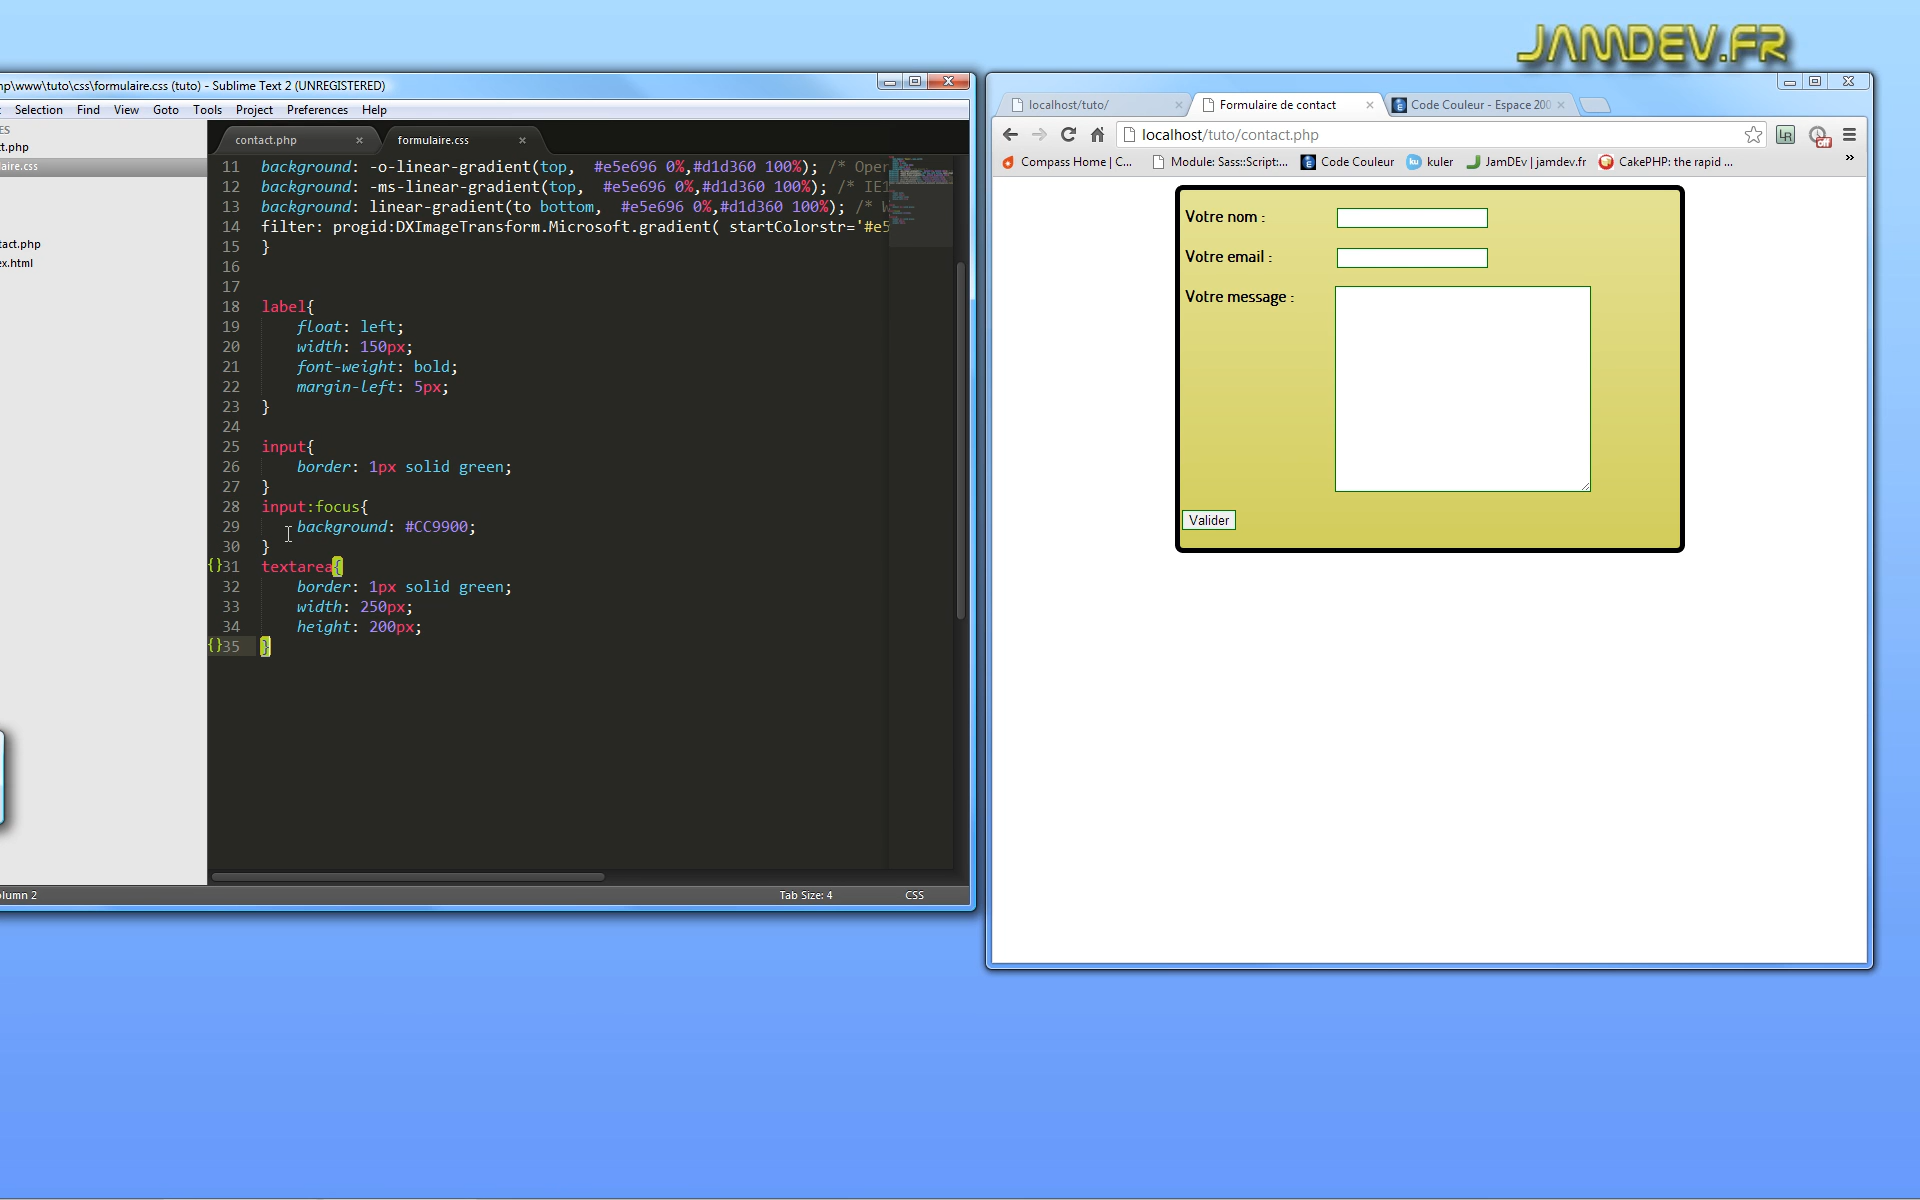 JAMDEV.FR
np\www\tuto\css\formulaire.css (tuto) - Sublime Text 2 (UNREGISTERED)
Selection Find View Goto Tools Project Preferences Help
ES
ct.php
laire.css
tact.php
ex.html
contact.php × formulaire.css ×
11 background: -o-linear-gradient(top,  #e5e696 0%,#d1d360 100%); /* Oper
12 background: -ms-linear-gradient(top,  #e5e696 0%,#d1d360 100%); /* IE1
13 background: linear-gradient(to bottom,  #e5e696 0%,#d1d360 100%); /* W
14 filter: progid:DXImageTransform.Microsoft.gradient( startColorstr='#e5
15 }
16
17
18 label{
19 float: left;
20 width: 150px;
21 font-weight: bold;
22 margin-left: 5px;
23 }
24
25 input{
26 border: 1px solid green;
27 }
28 input:focus{
29 background: #CC9900;
30 }
{}31 textarea{
32 border: 1px solid green;
33 width: 250px;
34 height: 200px;
{}35 }
olumn 2 Tab Size: 4 CSS
localhost/tuto/ × Formulaire de contact × Code Couleur - Espace 200 ×
localhost/tuto/contact.php LR off
Compass Home | C... Module: Sass::Script:... Code Couleur ku kuler JamDEv | jamdev.fr CakePHP: the rapid ... »
Votre nom :
Votre email :
Votre message :
Valider